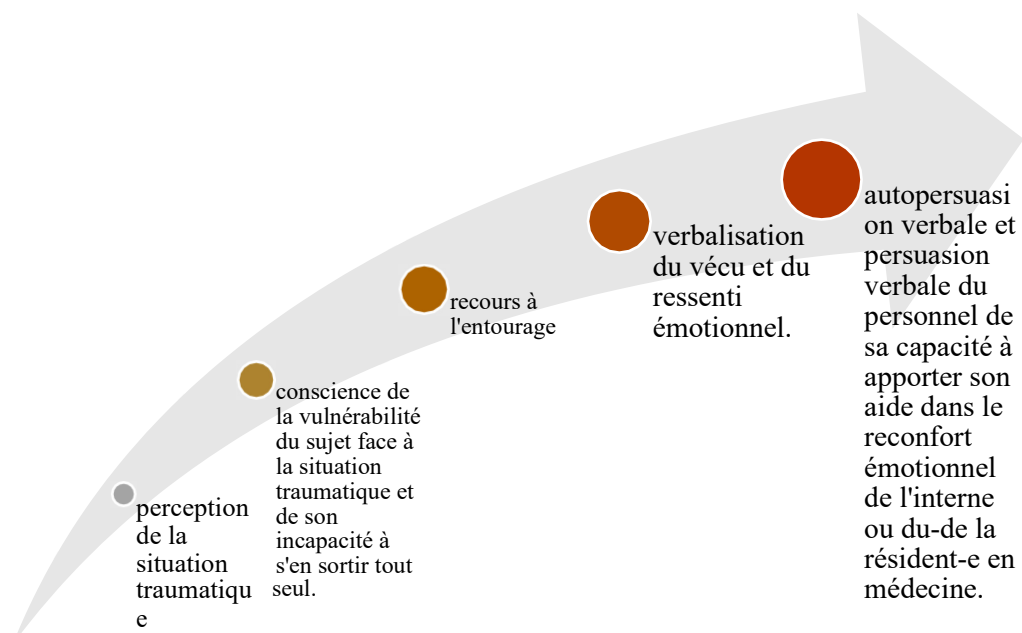 perception
de la
situation
traumatiqu
e
conscience de
la vulnérabilité
du sujet face à
la situation
traumatique et
de son
incapacité à
s'en sortir tout
seul.
recours à
l'entourage
verbalisation
du vécu et du
ressenti
émotionnel.
autopersuasi
on verbale et
persuasion
verbale du
personnel de
sa capacité à
apporter son
aide dans le
reconfort
émotionnel
de l'interne
ou du-de la
résident-e en
médecine.